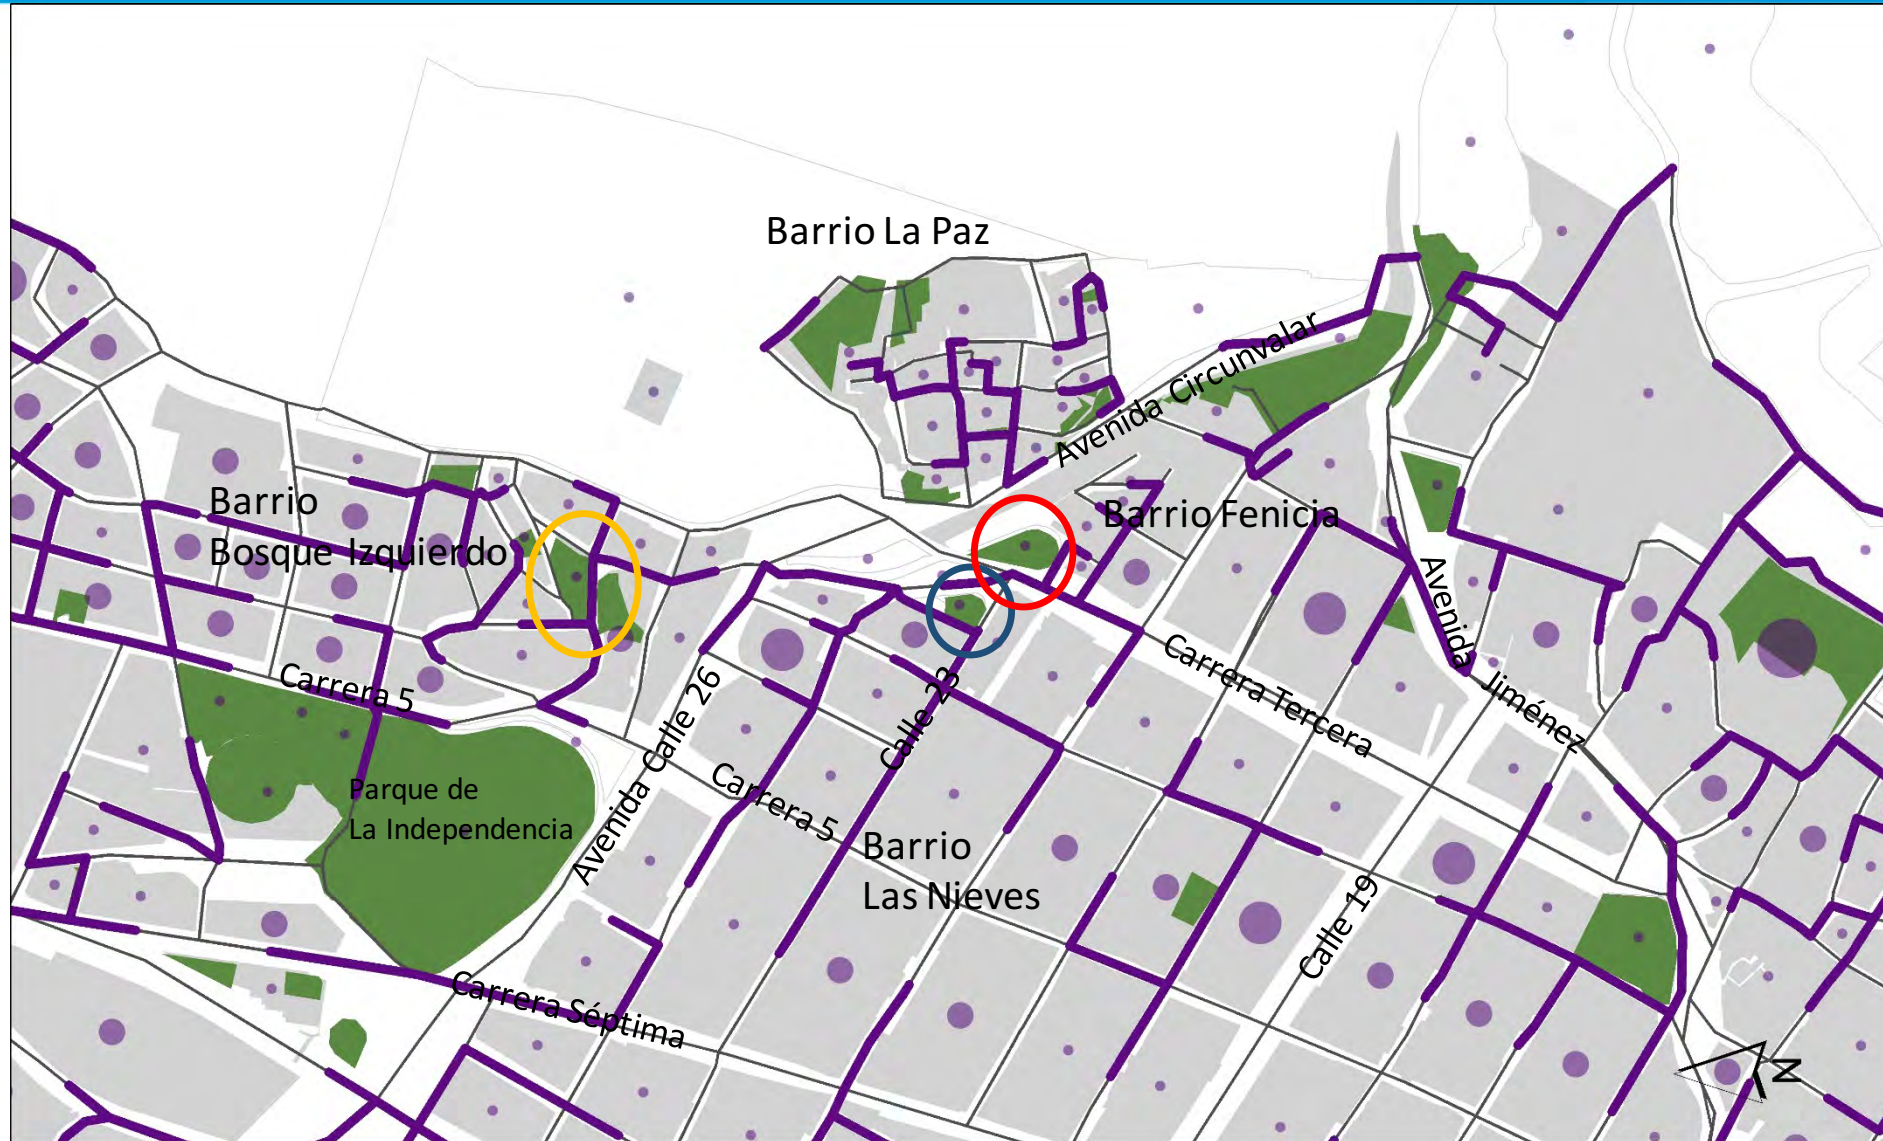 Barrio La Paz
Avenida Circunvalar
Barrio
Bosque Izquierdo
Barrio Fenicia
Avenida
Jiménez
Carrera 5
Calle 23
Carrera Tercera
Avenida Calle 26
Parque de
La Independencia
Carrera 5
Barrio
Las Nieves
Calle 19
Carrera Séptima
N